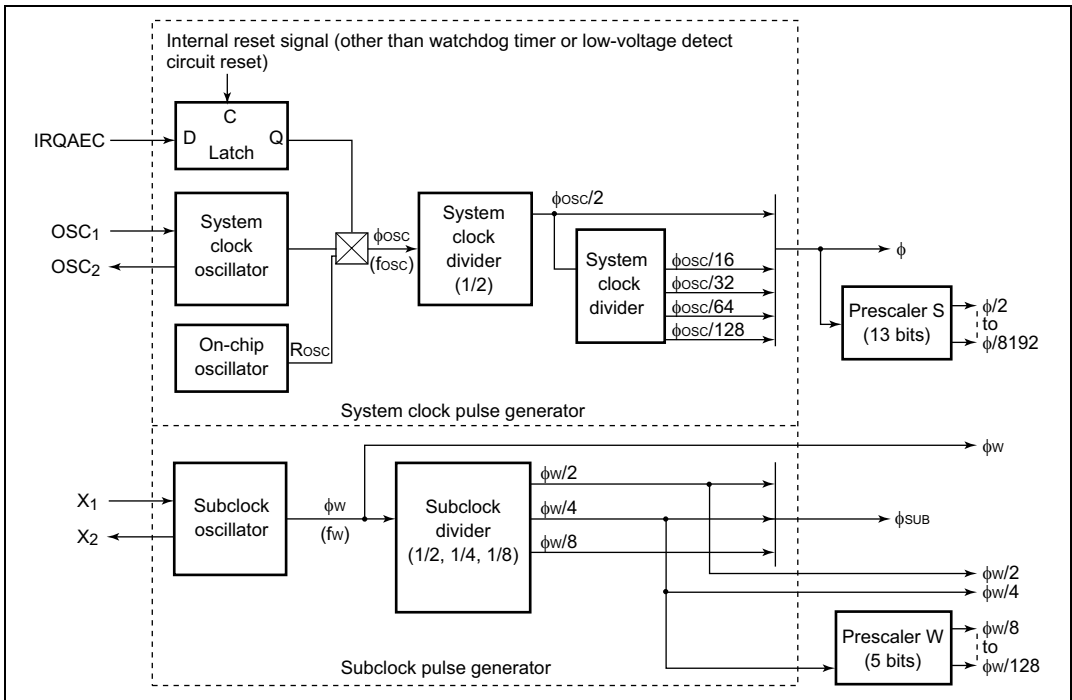 Internal reset signal (other than watchdog timer or low-voltage detect
circuit reset)
C
IRQAEC
D
Q
Latch
OSC1
OSC2
System
clock
oscillator
On-chip
oscillator
ROSC
ϕOSC
(fOSC)
System
clock
divider
(1/2)
ϕOSC/2
System
clock
divider
ϕOSC/16
ϕOSC/32
ϕOSC/64
ϕOSC/128
ϕ
Prescaler S
(13 bits)
ϕ/2
to
ϕ/8192
System clock pulse generator
X1
X2
Subclock
oscillator
ϕW
(fW)
Subclock
divider
(1/2, 1/4, 1/8)
ϕW/2
ϕW/4
ϕW/8
ϕW
ϕSUB
ϕW/2
ϕW/4
Prescaler W
(5 bits)
ϕW/8
to
ϕW/128
Subclock pulse generator